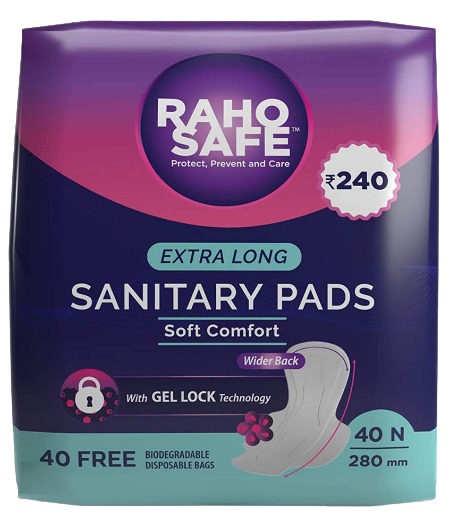 RAHO
SAFE™
Protect, Prevent and Care
₹240
EXTRA LONG
SANITARY PADS
Soft Comfort
Wider Back
With GEL LOCK Technology
40 N
280 mm
40 FREE BIODEGRADABLE
DISPOSABLE BAGS